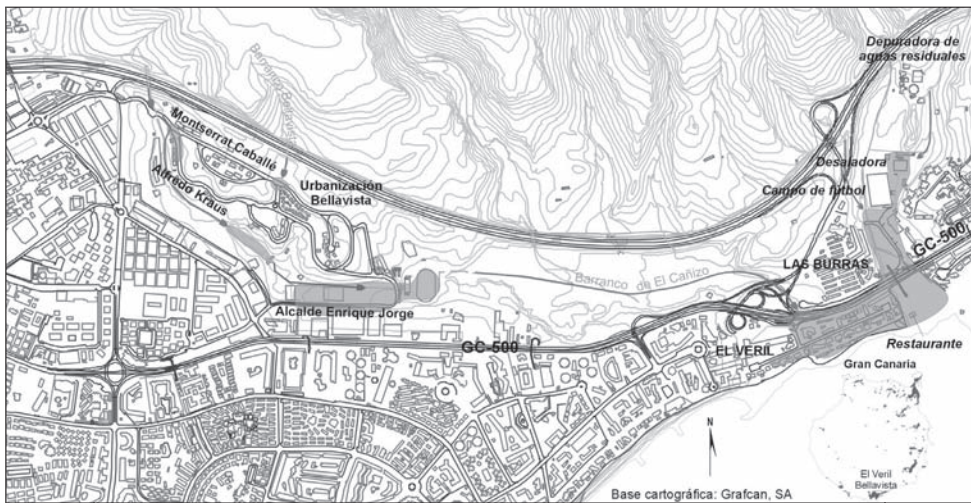 Depuradora de
aguas residuales
Montserrat Caballé
Alfredo Kraus
Urbanización
Bellavista
Desaladora
Campo de fútbol
GC-500
LAS BURRAS
Barranco de El Cañizo
Alcalde Enrique Jorge
GC-500
EL VERIL
Restaurante
Gran Canaria
N
El Veril
Bellavista
Base cartográfica: Grafcan, SA